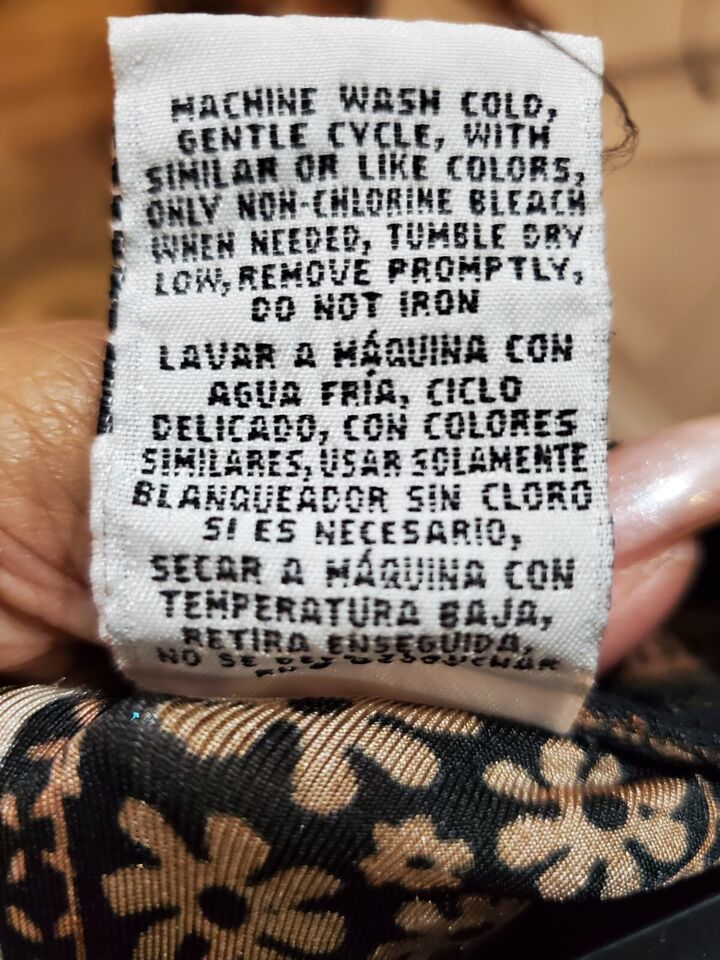 MACHINE WASH COLD,
GENTLE CYCLE, WITH
SIMILAR OR LIKE COLORS,
ONLY NON-CHLORINE BLEACH
WHEN NEEDED, TUMBLE DRY
LOW, REMOVE PROMPTLY,
DO NOT IRON
LAVAR A MÁQUINA CON
AGUA FRÍA, CICLO
DELICADO, CON COLORES
SIMILARES, USAR SOLAMENTE
BLANQUEADOR SIN CLORO
SI ES NECESARIO,
SECAR A MÁQUINA CON
TEMPERATURA BAJA,
RETIRA ENSEGUIDA,
NO SE